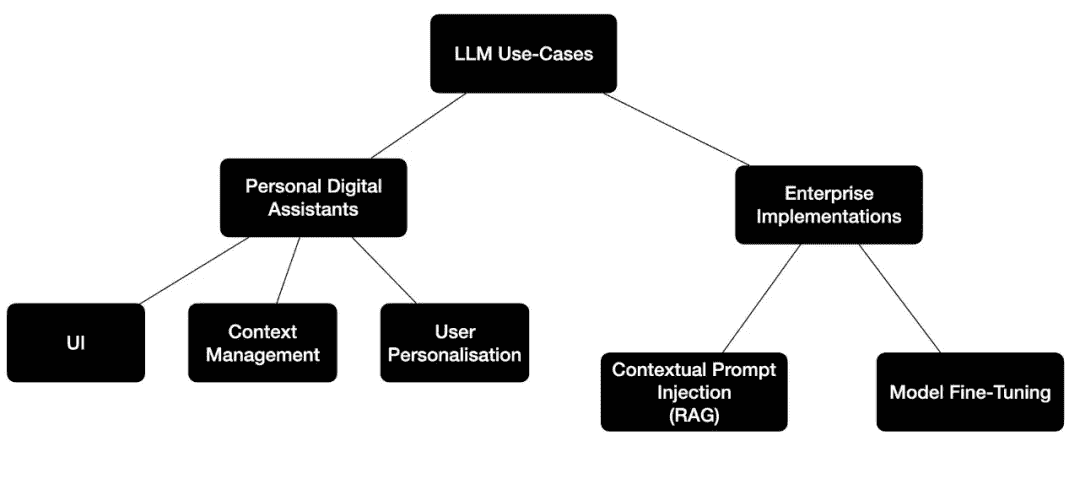 LLM Use-Cases
Personal Digital
Assistants
Enterprise
Implementations
UI
Context
Management
User
Personalisation
Contextual Prompt
Injection
(RAG)
Model Fine-Tuning